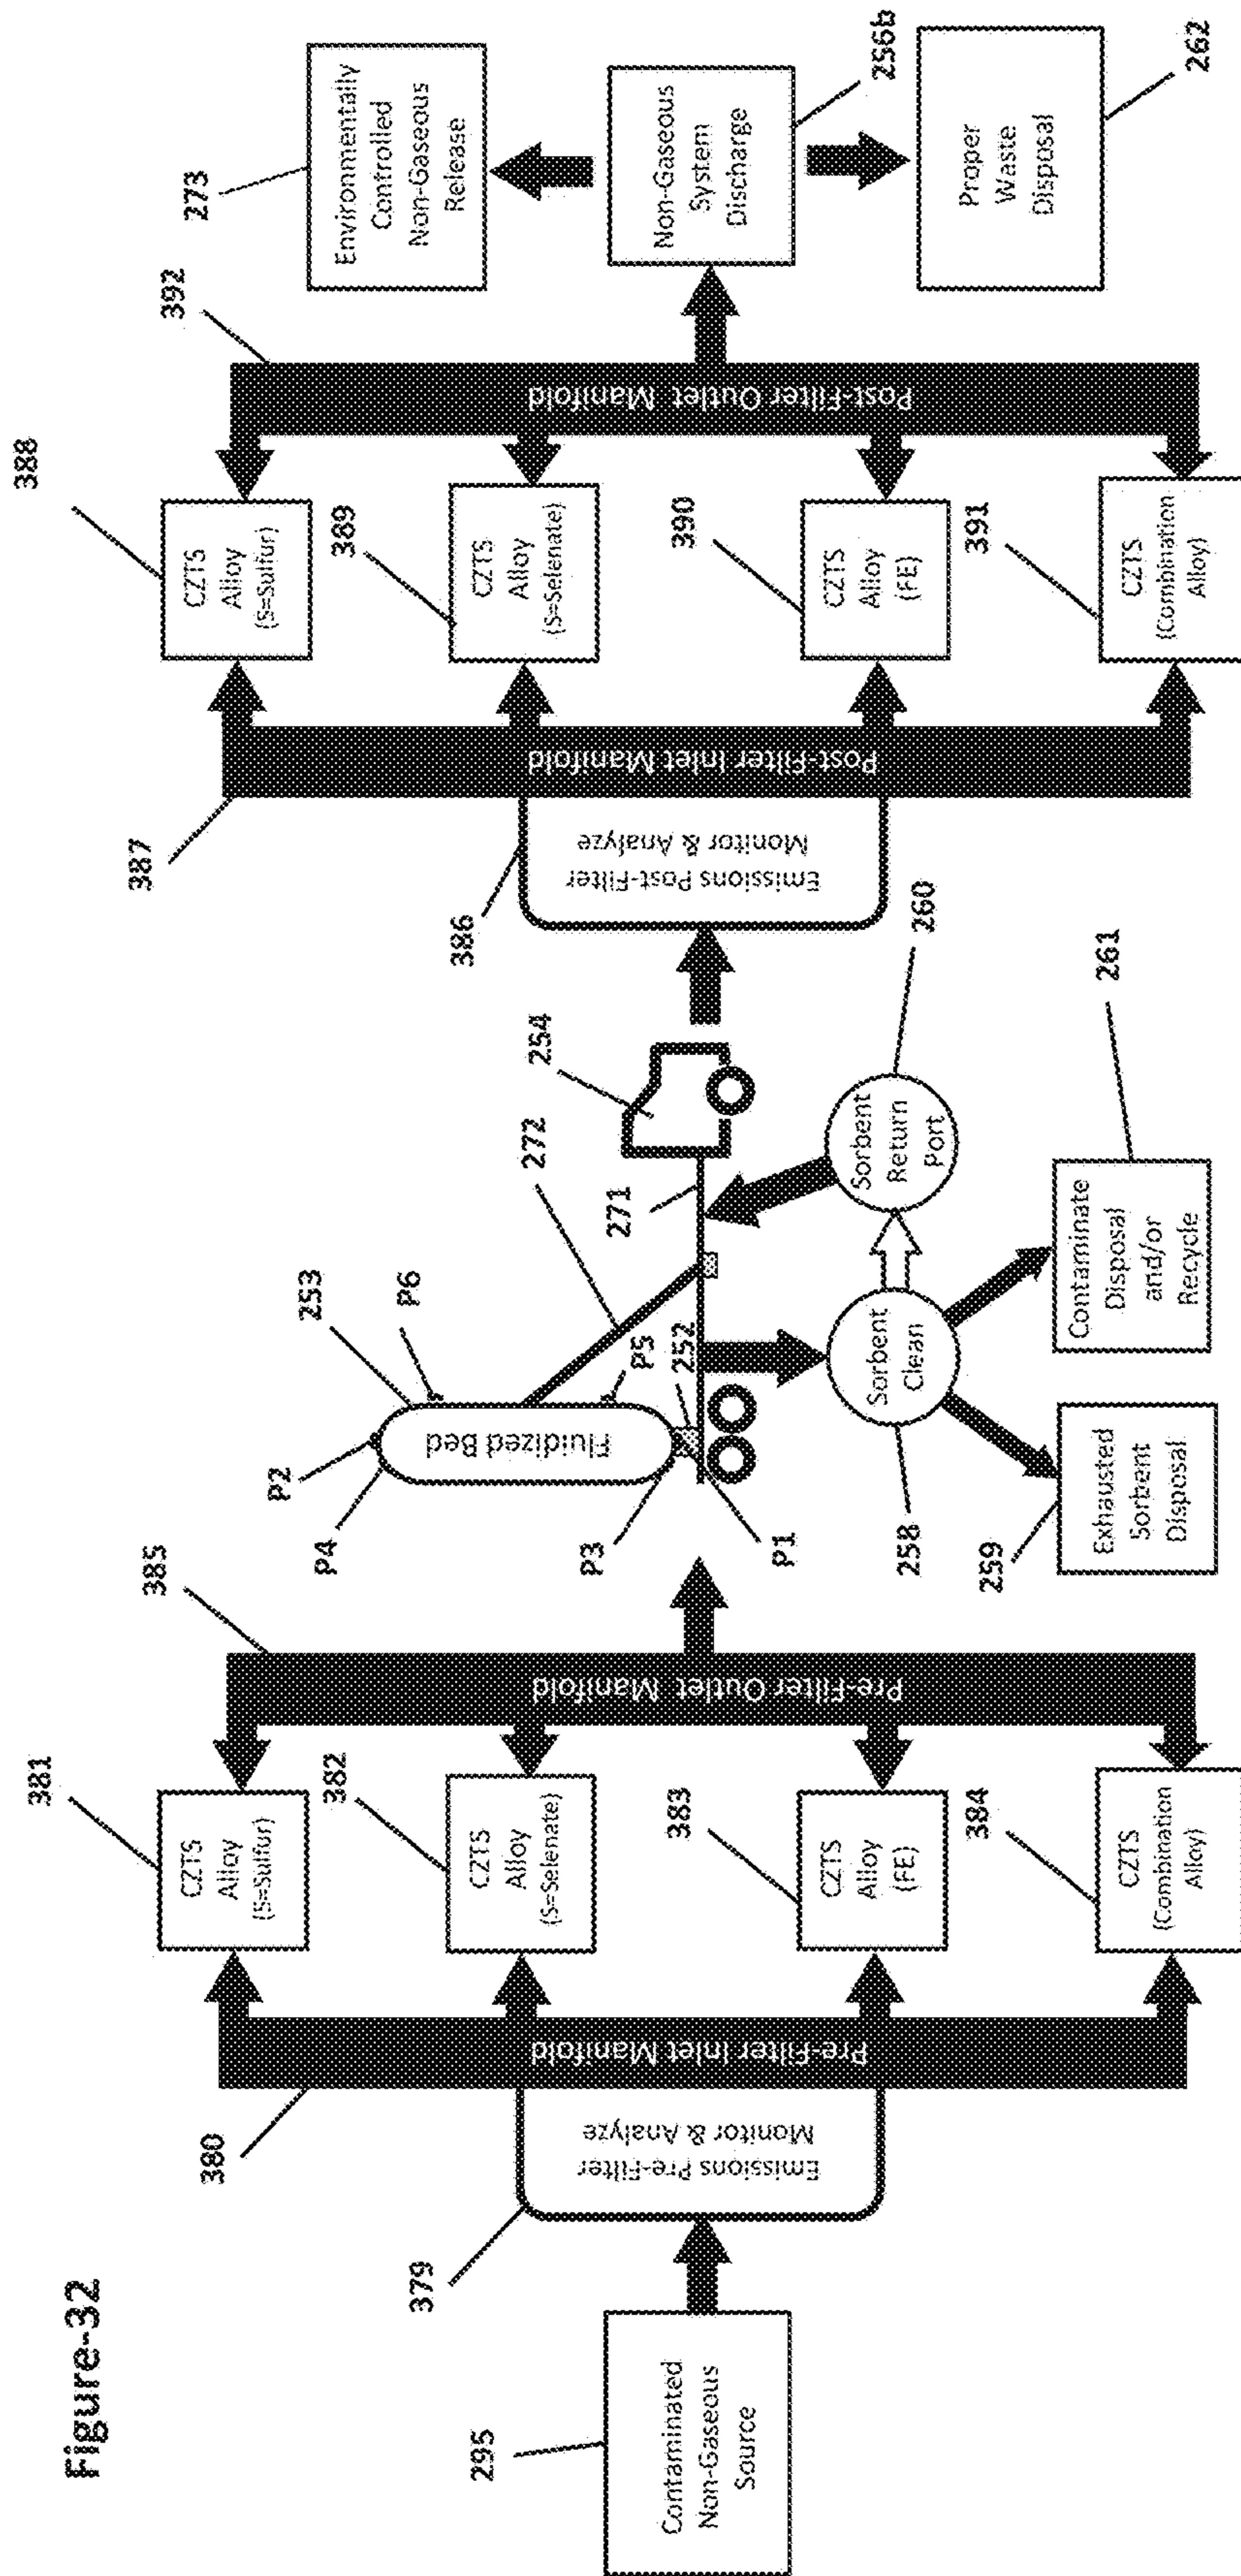 Figure-32
295
Contaminated
Non-Gaseous
Source
379
Emissions Pre-Filter
Monitor & Analyze
380
Pre-Filter Inlet Manifold
381
CZTS
Alloy
(S=Sulfur)
382
CZTS
Alloy
(S=Selenate)
383
CZTS
Alloy
(FE)
384
CZTS
(Combination
Alloy)
385
Pre-Filter Outlet Manifold
P2
P4
253
P6
Fluidized Bed
P3
P1
P5
252
272
271
254
258
Sorbent
Clean
259
Exhausted
Sorbent
Disposal
260
Sorbent
Return
Port
261
Contaminate
Disposal
and/or
Recycle
386
Emissions Post-Filter
Monitor & Analyze
387
Post-Filter Inlet Manifold
388
CZTS
Alloy
(S=Sulfur)
389
CZTS
Alloy
(S=Selenate)
390
CZTS
Alloy
(FE)
391
CZTS
(Combination
Alloy)
392
Post-Filter Outlet Manifold
273
Environmentally
Controlled
Non-Gaseous
Release
256b
Non-Gaseous
System
Discharge
262
Proper
Waste
Disposal